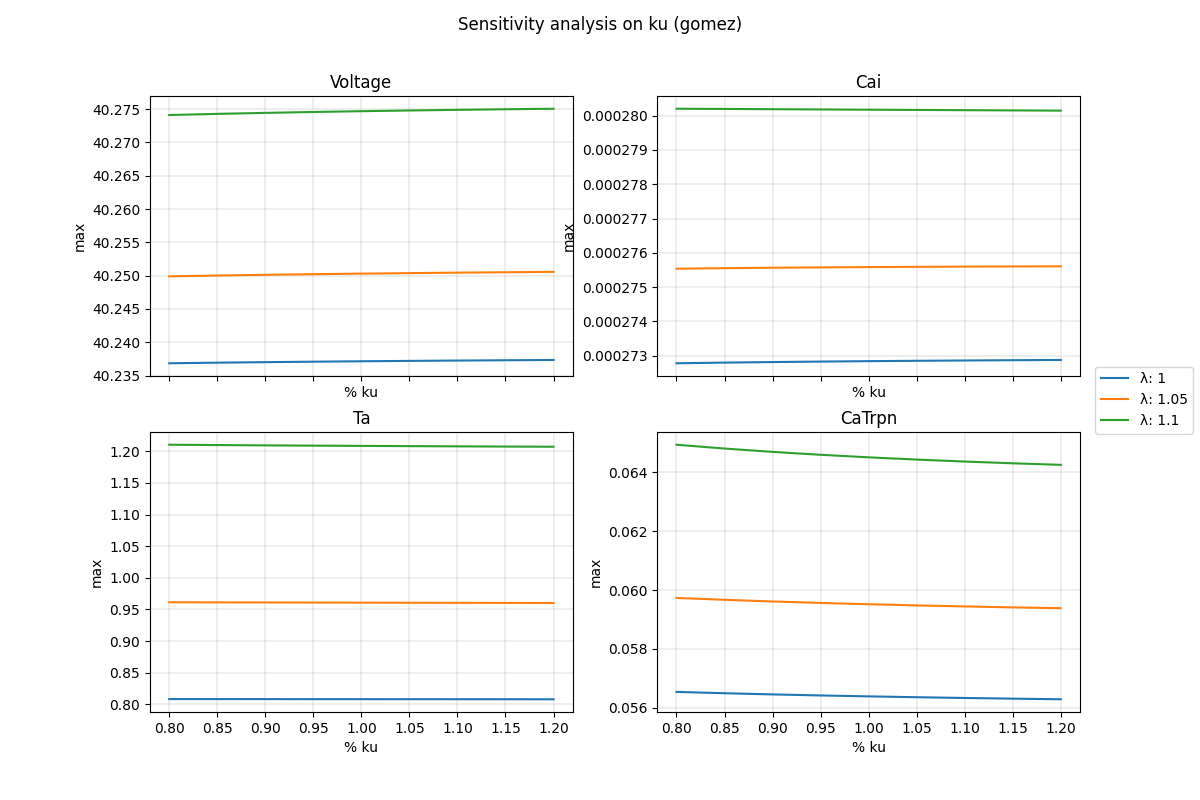 Sensitivity analysis on ku (gomez)
Voltage
40.275
40.270
40.265
40.260
40.255
40.250
40.245
40.240
40.235
max
% ku
Cai
0.000280
0.000279
0.000278
0.000277
0.000276
0.000275
0.000274
0.000273
max
% ku
λ: 1
λ: 1.05
λ: 1.1
Ta
1.20
1.15
1.10
1.05
1.00
0.95
0.90
0.85
0.80
max
0.80 0.85 0.90 0.95 1.00 1.05 1.10 1.15 1.20
% ku
CaTrpn
0.064
0.062
0.060
0.058
0.056
max
0.80 0.85 0.90 0.95 1.00 1.05 1.10 1.15 1.20
% ku